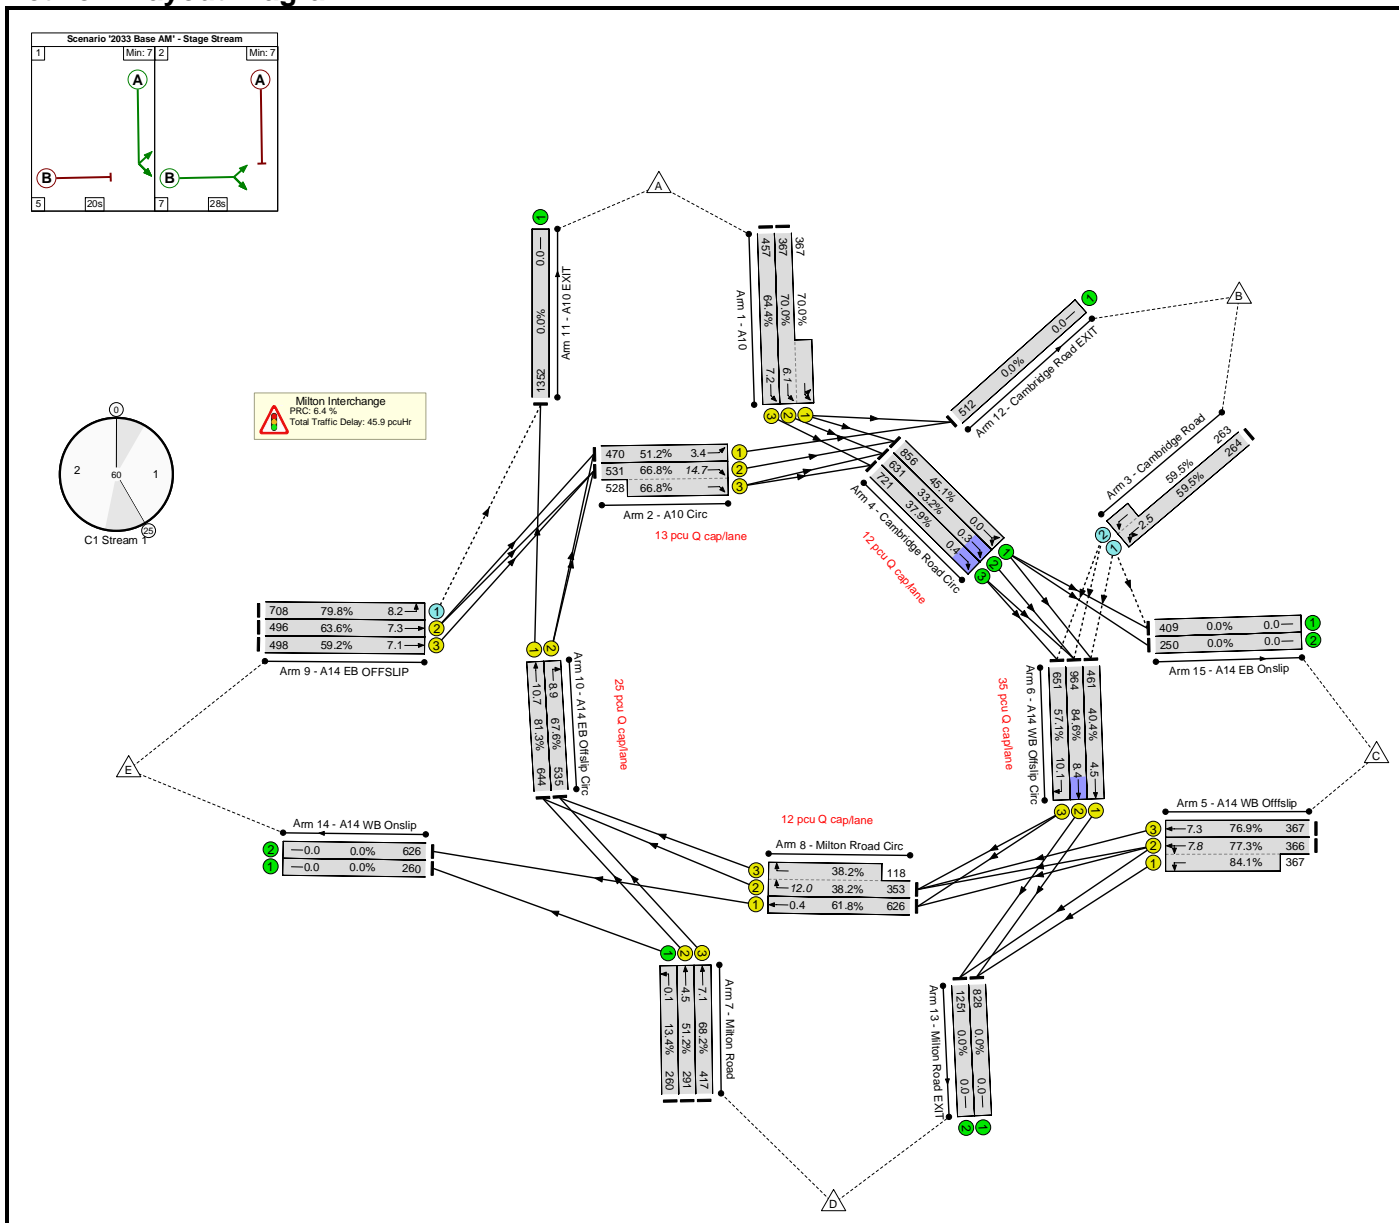 Scenario '2033 Base AM' - Stage Stream
1 Min: 7 2 Min: 7
A A
B B
5 20s 7 28s
A
1
0.0
0.0%
1352
Arm 11 - A10 EXIT
Arm 1 - A10
457 64.4% 7.2
367 70.0% 6.1
367 70.0%
3 2 1
1
0.0
0.0%
512
Arm 12 - Cambridge Road EXIT
B
Arm 3 - Cambridge Road
59.5% 263
2.5 59.5% 264
2 1
Milton Interchange
PRC: 6.4 %
Total Traffic Delay: 45.9 pcuHr
0
2 60 1
25
C1 Stream 1
470 51.2% 3.4 1
531 66.8% 14.7 2
528 66.8% 3
Arm 2 - A10 Circ
13 pcu Q cap/lane
856 45.1% 0.0 1
631 33.2% 0.3 2
721 37.9% 0.4 3
Arm 4 - Cambridge Road Circ
12 pcu Q cap/lane
708 79.8% 8.2 1
496 63.6% 7.3 2
498 59.2% 7.1 3
Arm 9 - A14 EB OFFSLIP
409 0.0% 0.0 1
250 0.0% 0.0 2
Arm 15 - A14 EB Onslip
1 2
10.7 81.3% 644
8.9 67.6% 535
Arm 10 - A14 EB Offslip Circ
25 pcu Q cap/lane
35 pcu Q cap/lane
Arm 6 - A14 WB Offslip Circ
651 57.1% 10.1
964 84.6% 8.4
461 40.4% 4.5
3 2 1
E
C
Arm 5 - A14 WB Offfslip
3 7.3 76.9% 367
2 7.8 77.3% 366
1 84.1% 367
Arm 14 - A14 WB Onslip
2 0.0 0.0% 626
1 0.0 0.0% 260
12 pcu Q cap/lane
Arm 8 - Milton Rroad Circ
3 38.2% 118
2 12.0 38.2% 353
1 0.4 61.8% 626
1 2 3
0.1 13.4% 260
4.5 51.2% 291
7.1 68.2% 417
Arm 7 - Milton Road
Arm 13 - Milton Road EXIT
1251 0.0% 0.0
828 0.0% 0.0
2 1
D